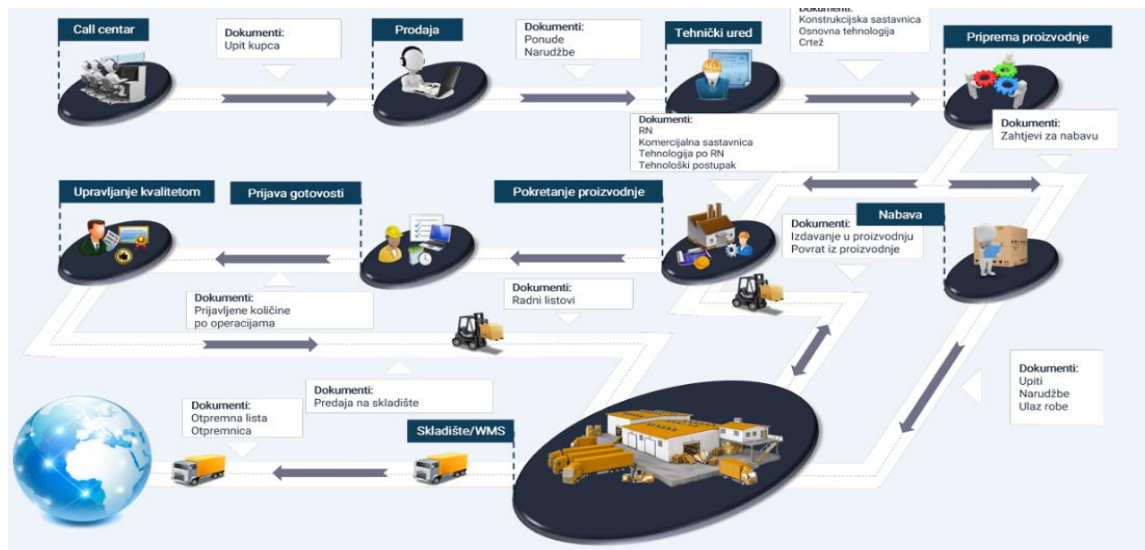 Call centar
Dokumenti:
Upit kupca
Prodaja
Dokumenti:
Ponude
Narudžbe
Tehnički ured
Dokumenti:
Konstrukcijska sastavnica
Osnovna tehnologija
Crtež
Priprema proizvodnje
Dokumenti:
RN
Komercijalna sastavnica
Tehnologija po RN
Tehnološki postupak
Dokumenti:
Zahtjevi za nabavu
Upravljanje kvalitetom
Prijava gotovosti
Pokretanje proizvodnje
Dokumenti:
Izdavanje u proizvodnju
Povrat iz proizvodnje
Nabava
Dokumenti:
Prijavljene količine
po operacijama
Dokumenti:
Radni listovi
Dokumenti:
Upiti
Narudžbe
Ulaz robe
Dokumenti:
Predaja na skladište
Dokumenti:
Otpremna lista
Otpremnica
Skladište/WMS